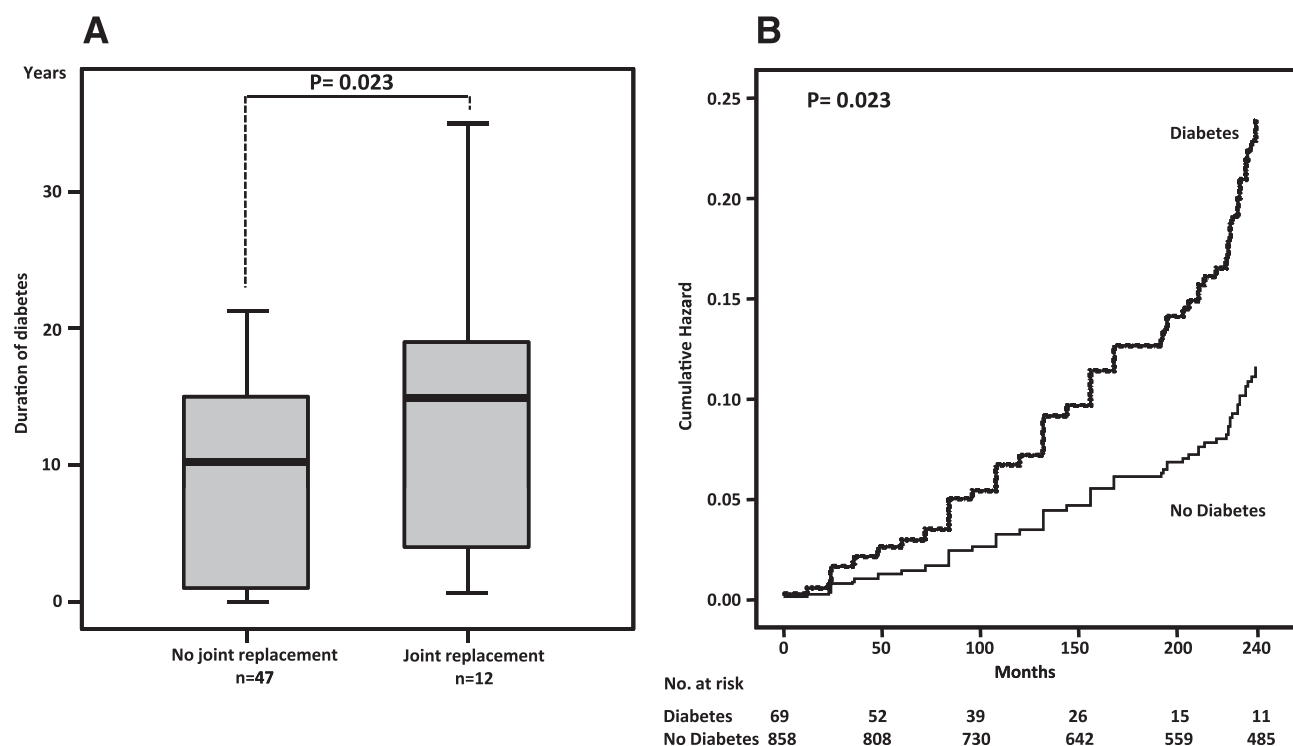 A
Years
P= 0.023
30
20
10
0
Duration of diabetes
No joint replacement
n=47
Joint replacement
n=12
B
P= 0.023
Diabetes
No Diabetes
0.25
0.20
0.15
0.10
0.05
0.00
Cumulative Hazard
0 50 100 150 200 240
Months
No. at risk
Diabetes 69 52 39 26 15 11
No Diabetes 858 808 730 642 559 485